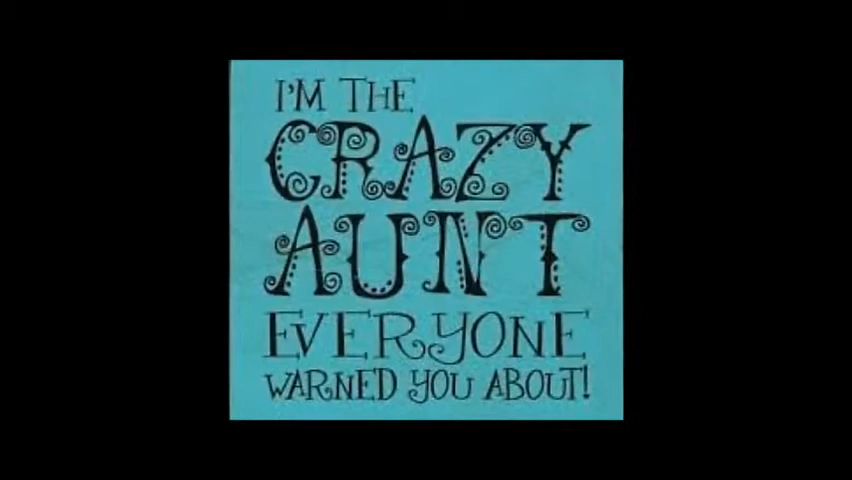 I'M THE
CRAZY
AUNT
EVERYONE
WARNED YOU ABOUT!